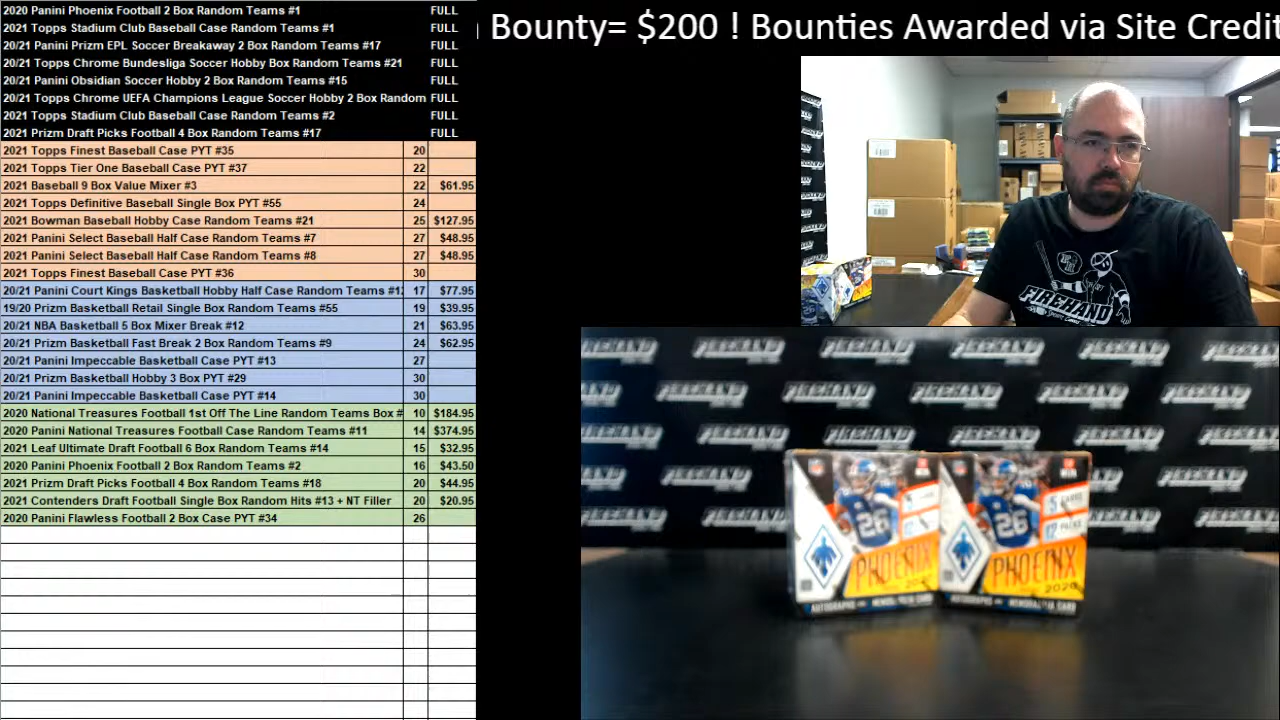 2020 Panini Phoenix Football 2 Box Random Teams #1 FULL
2021 Topps Stadium Club Baseball Case Random Teams #1 FULL
20/21 Panini Prizm EPL Soccer Breakaway 2 Box Random Teams #17 FULL
20/21 Topps Chrome Bundesliga Soccer Hobby Box Random Teams #21 FULL
20/21 Panini Obsidian Soccer Hobby 2 Box Random Teams #15 FULL
20/21 Topps Chrome UEFA Champions League Soccer Hobby 2 Box Random FULL
2021 Topps Stadium Club Baseball Case Random Teams #2 FULL
2021 Prizm Draft Picks Football 4 Box Random Teams #17 FULL
2021 Topps Finest Baseball Case PYT #35 20
2021 Topps Tier One Baseball Case PYT #37 22
2021 Baseball 9 Box Value Mixer #3 22 $61.95
2021 Topps Definitive Baseball Single Box PYT #55 24
2021 Bowman Baseball Hobby Case Random Teams #21 25 $127.95
2021 Panini Select Baseball Half Case Random Teams #7 27 $48.95
2021 Panini Select Baseball Half Case Random Teams #8 27 $48.95
2021 Topps Finest Baseball Case PYT #36 30
20/21 Panini Court Kings Basketball Hobby Half Case Random Teams 17 $77.95
19/20 Prizm Basketball Retail Single Box Random Teams #55 19 $39.95
20/21 NBA Basketball 5 Box Mixer Break #12 21 $63.95
20/21 Prizm Basketball Fast Break 2 Box Random Teams #9 24 $62.95
20/21 Panini Impeccable Basketball Case PYT #13 27
20/21 Prizm Basketball Hobby 3 Box PYT #29 30
20/21 Panini Impeccable Basketball Case PYT #14 30
2020 National Treasures Football 1st Off The Line Random Teams Box # 10 $184.95
2020 Panini National Treasures Football Case Random Teams #11 14 $374.95
2021 Leaf Ultimate Draft Football 6 Box Random Teams #14 15 $32.95
2020 Panini Phoenix Football 2 Box Random Teams #2 16 $43.50
2021 Prizm Draft Picks Football 4 Box Random Teams #18 20 $44.95
2021 Contenders Draft Football Single Box Random Hits #13 + NT Filler 20 $20.95
2020 Panini Flawless Football 2 Box Case PYT #34 26
Bounty= $200 ! Bounties Awarded via Site Credit
FIREHAND
26
PHOENIX
26
5 CARDS
12 PACKS
PHOENIX
2020